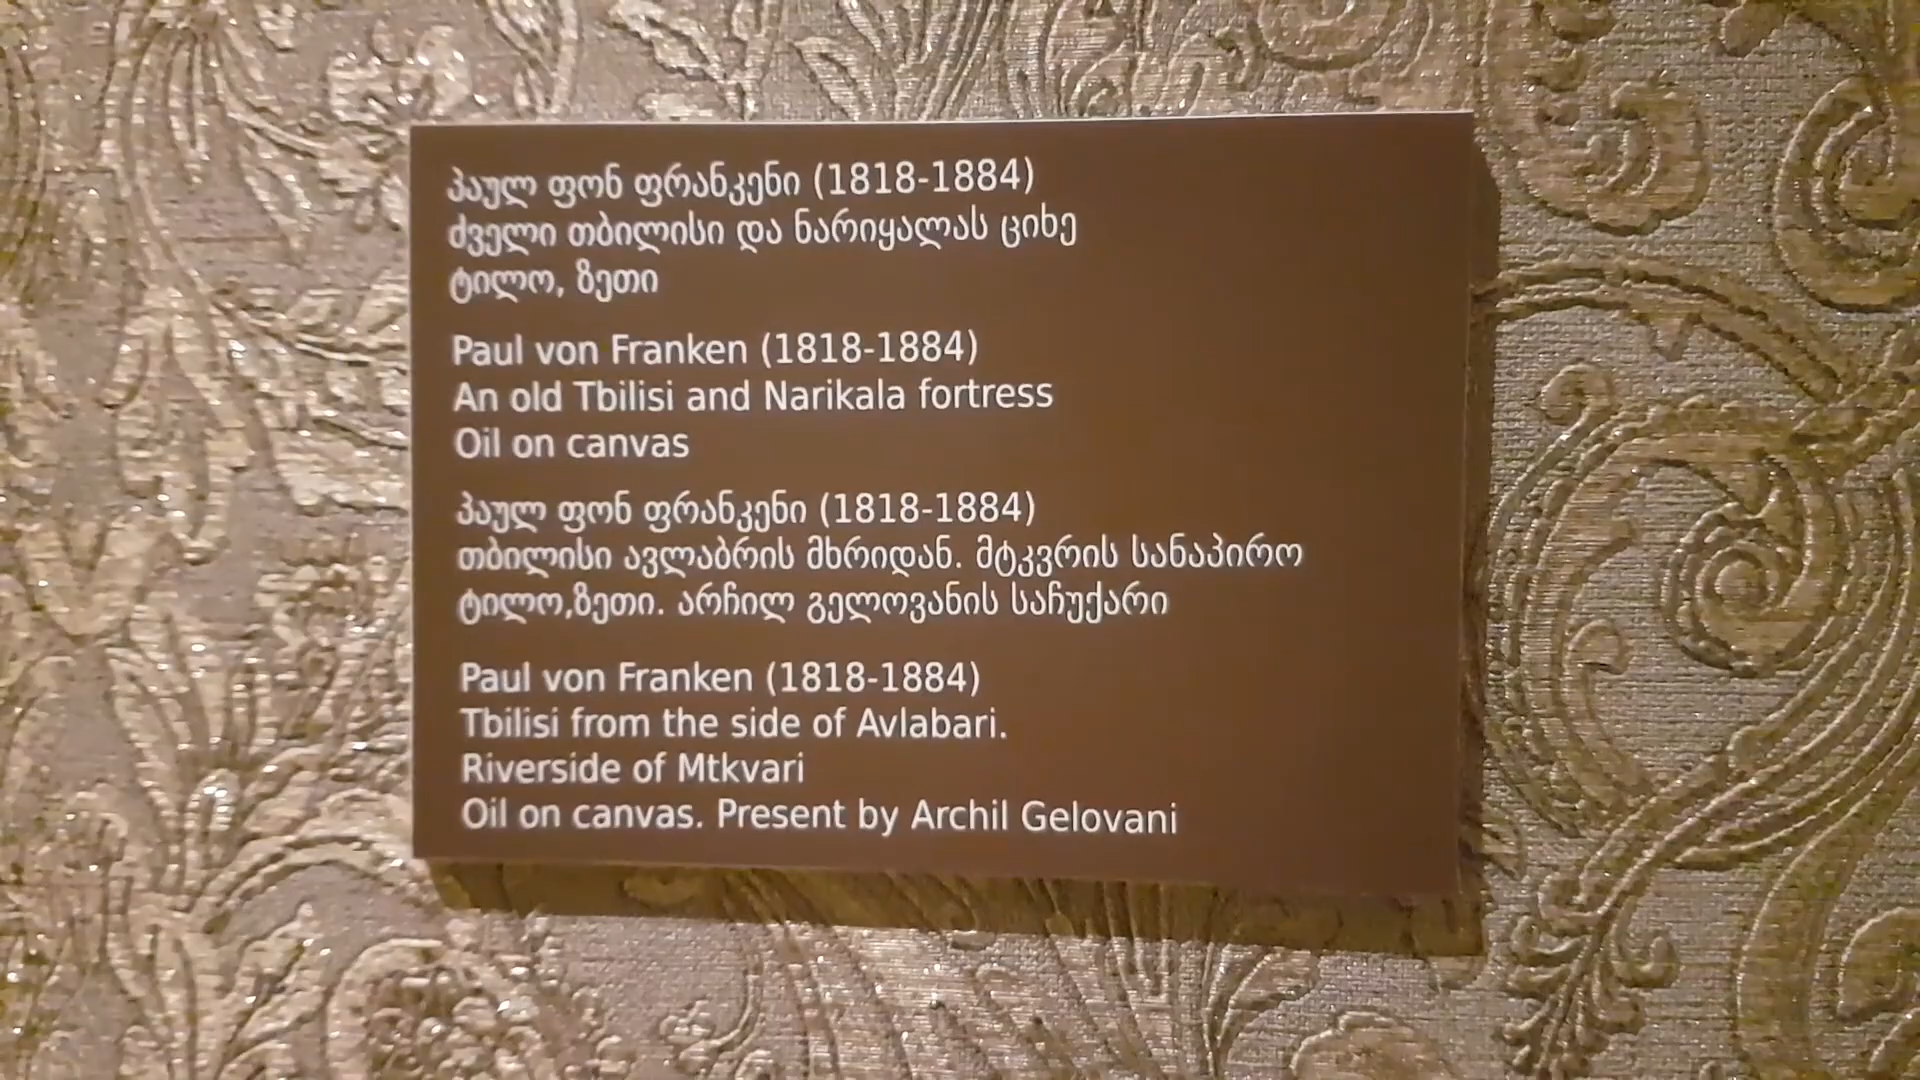 პაულ ფონ ფრანკენი (1818-1884)
ძველი თბილისი და ნარიყალას ციხე
ტილო, ზეთი
Paul von Franken (1818-1884)
An old Tbilisi and Narikala fortress
Oil on canvas
პაულ ფონ ფრანკენი (1818-1884)
თბილისი ავლაბრის მხრიდან. მტკვრის სანაპირო
ტილო,ზეთი. არჩილ გელოვანის საჩუქარი
Paul von Franken (1818-1884)
Tbilisi from the side of Avlabari.
Riverside of Mtkvari
Oil on canvas. Present by Archil Gelovani